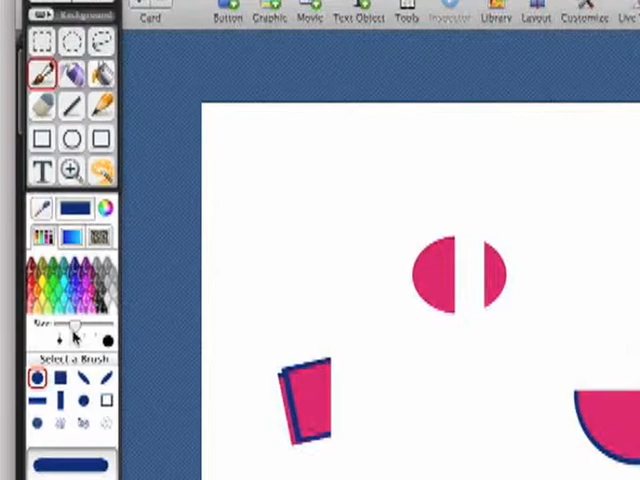 Background
Card
Button Graphic Movie Text Object Tools Inspector Library Layout Customize Live
T
Size:
Select a Brush